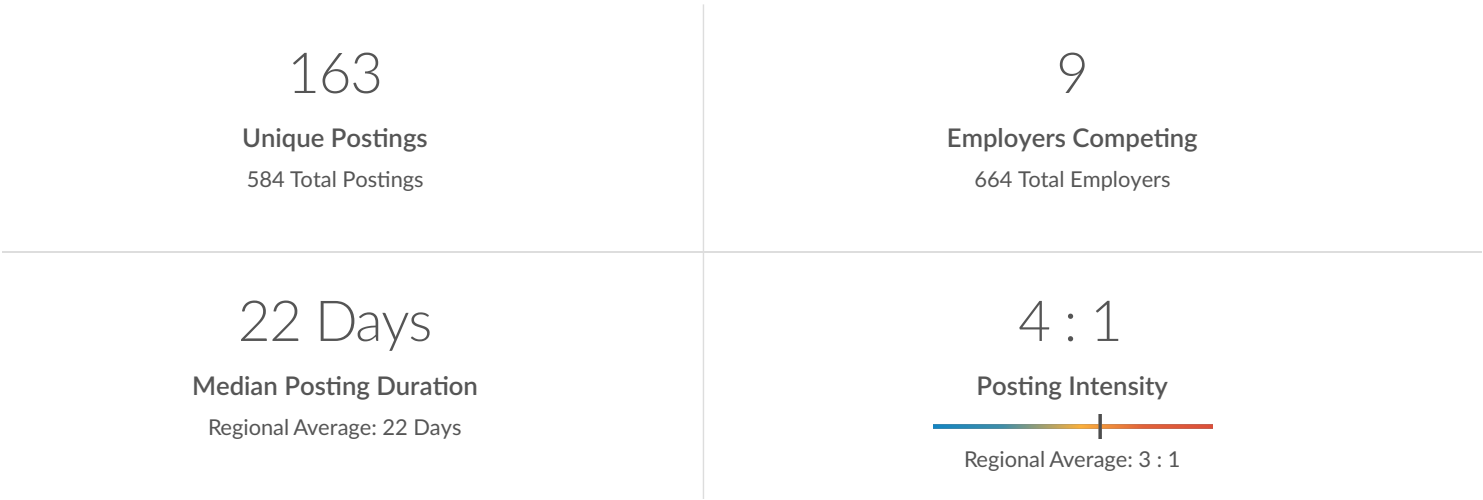 163
Unique Postings
584 Total Postings
9
Employers Competing
664 Total Employers
22 Days
Median Posting Duration
Regional Average: 22 Days
4 : 1
Posting Intensity
Regional Average: 3 : 1